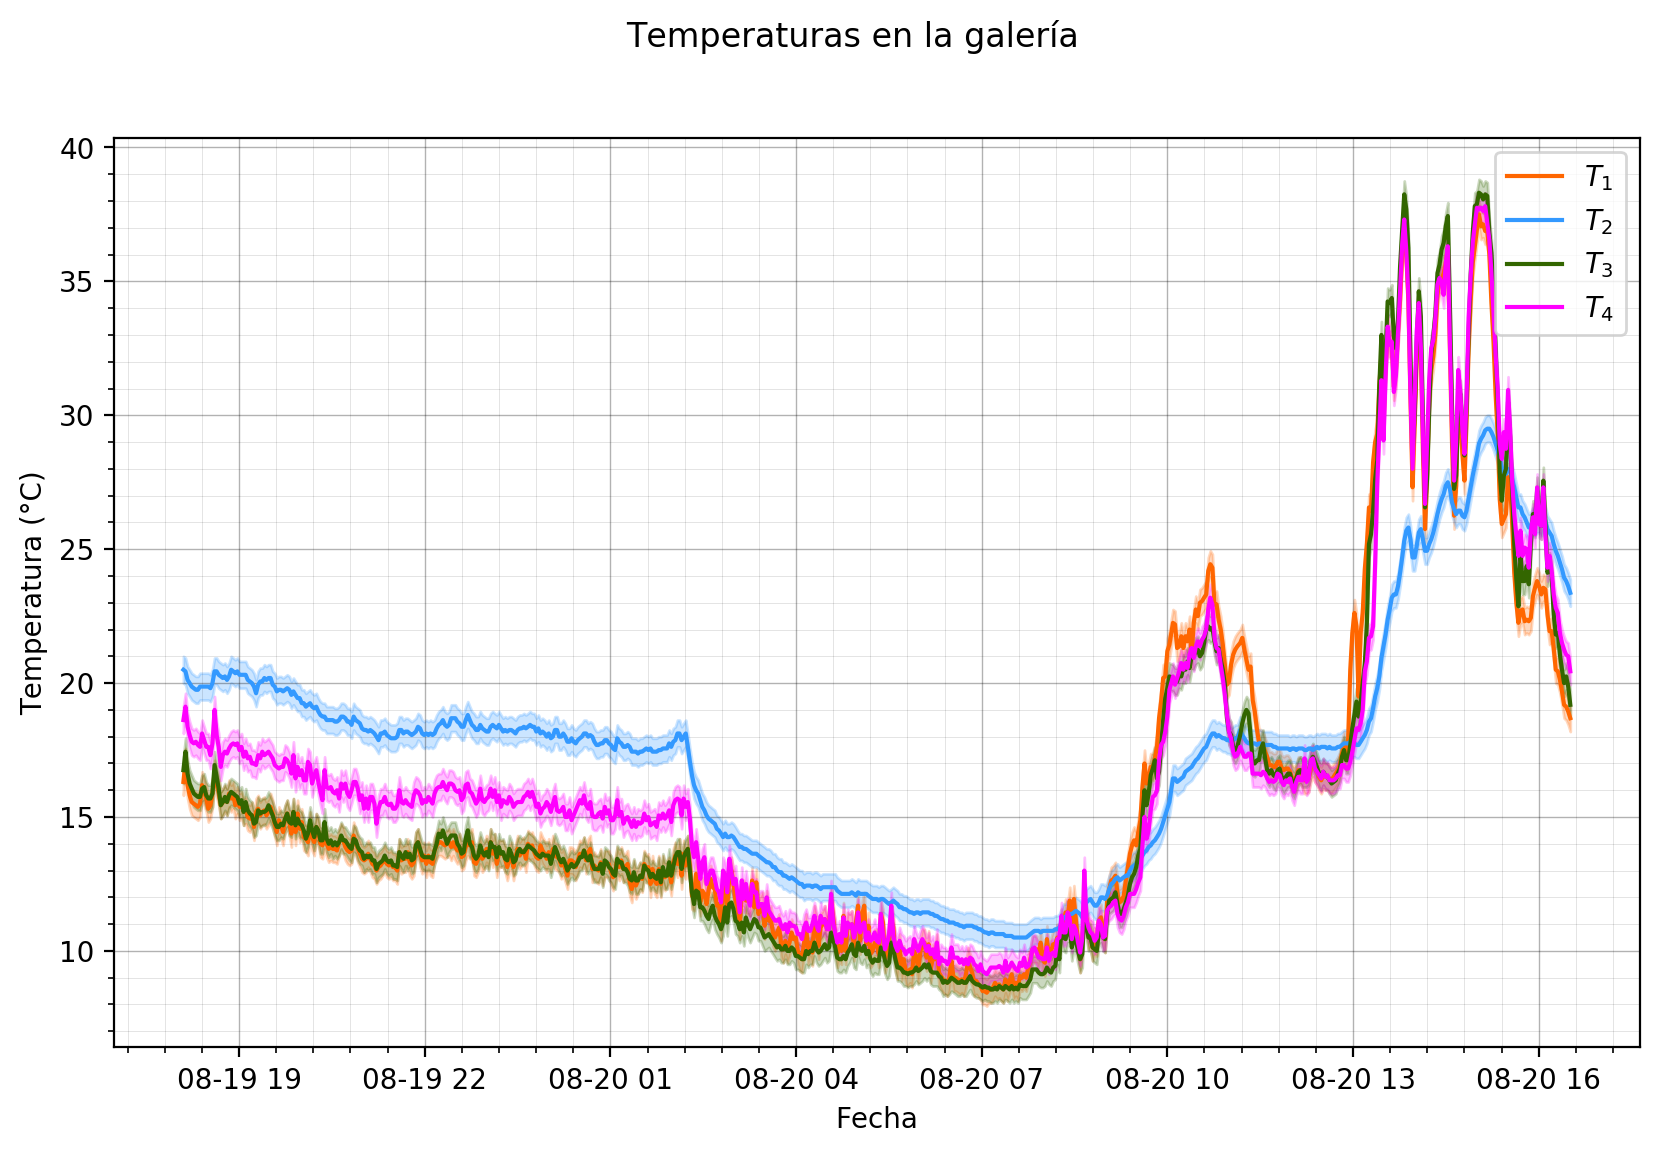 Temperaturas en la galería
40
35
30
25
20
15
10
Temperatura (°C)
T1
T2
T3
T4
08-19 19
08-19 22
08-20 01
08-20 04
08-20 07
08-20 10
08-20 13
08-20 16
Fecha